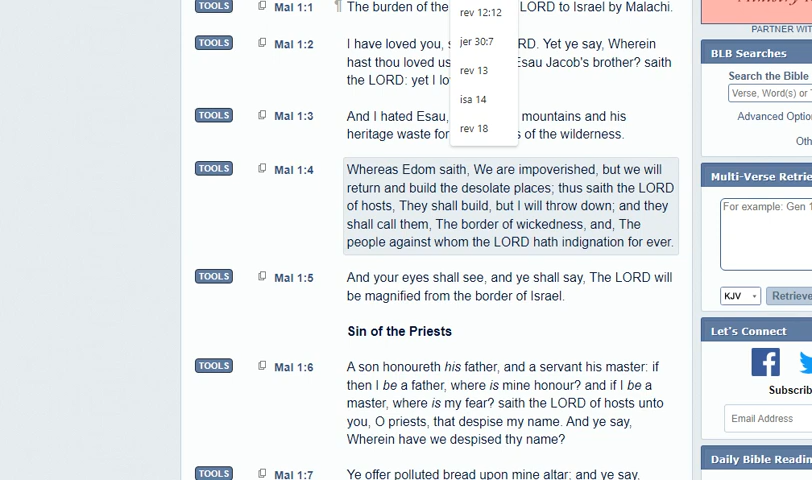 TOOLS Mal 1:1 ¶ The burden of the LORD to Israel by Malachi.
rev 12:12
jer 30:7
rev 13
isa 14
rev 18
TOOLS Mal 1:2 I have loved you, RD. Yet ye say, Wherein
hast thou loved us Esau Jacob's brother? saith
the LORD: yet I lo
TOOLS Mal 1:3 And I hated Esau, mountains and his
heritage waste for s of the wilderness.
TOOLS Mal 1:4 Whereas Edom saith, We are impoverished, but we will
return and build the desolate places; thus saith the LORD
of hosts, They shall build, but I will throw down; and they
shall call them, The border of wickedness, and, The
people against whom the LORD hath indignation for ever.
TOOLS Mal 1:5 And your eyes shall see, and ye shall say, The LORD will
be magnified from the border of Israel.
Sin of the Priests
TOOLS Mal 1:6 A son honoureth his father, and a servant his master: if
then I be a father, where is mine honour? and if I be a
master, where is my fear? saith the LORD of hosts unto
you, O priests, that despise my name. And ye say,
Wherein have we despised thy name?
TOOLS Mal 1:7 Ye offer polluted bread upon mine altar; and ye say,
PARTNER WIT
BLB Searches
Search the Bible
Verse, Word(s) or T
Advanced Optio
Oth
Multi-Verse Retrie
For example: Gen 1
KJV Retrieve
Let's Connect
Subscrib
Email Address
Daily Bible Readin